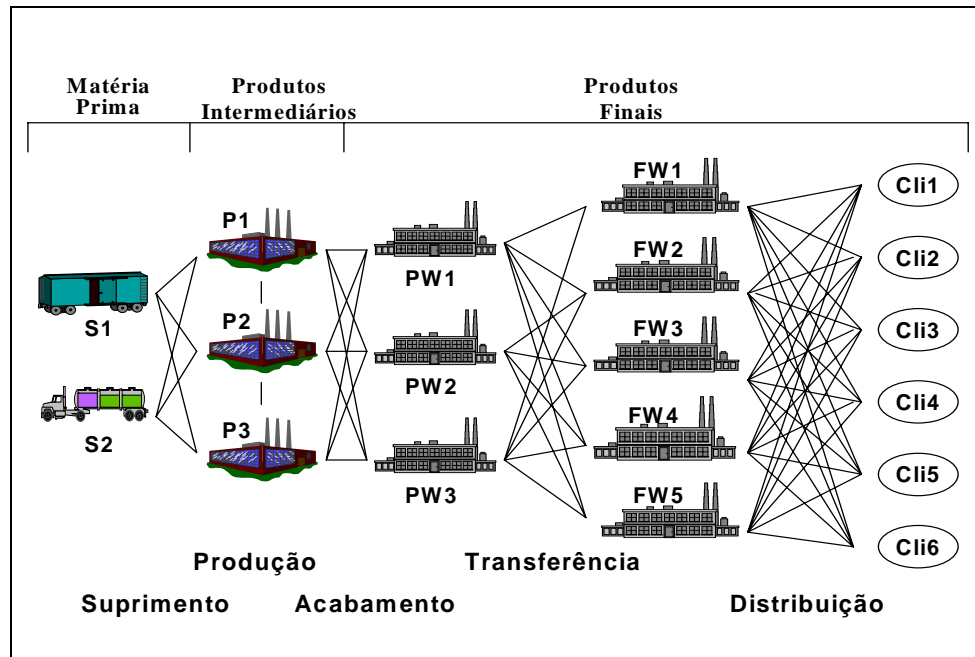 Matéria
Prima
Produtos
Intermediários
Produtos
Finais
FW1
Cli1
P1
PW1
FW2
Cli2
S1
P2
FW3
Cli3
PW2
S2
FW4
Cli4
P3
PW3
FW5
Cli5
Cli6
Produção
Transferência
Suprimento
Acabamento
Distribuição